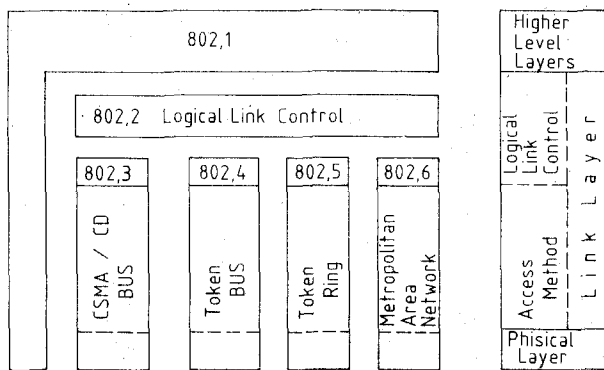 802,1
802,2 Logical Link Control
802,3
802,4
802,5
802,6
CSMA / CD
BUS
Token
BUS
Token
Ring
Metropolitan
Area
Network
Higher
Level
Layers
Logical
Link
Control
Access
Method
Link Layer
Phisical
Layer